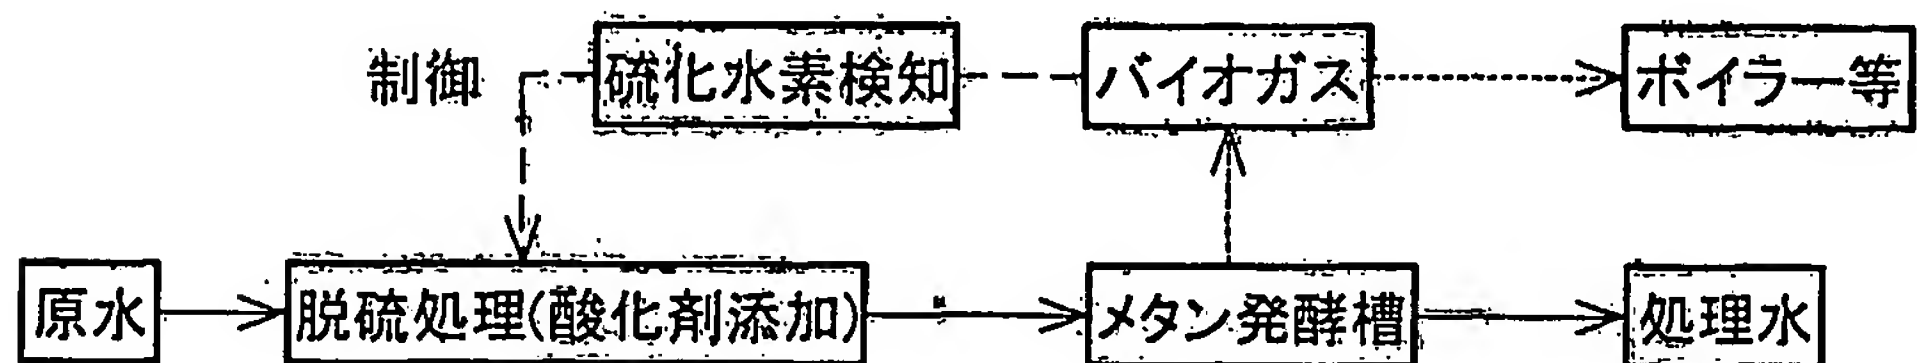 制御
硫化水素検知
バイオガス
ボイラー等
原水
脱硫処理(酸化剤添加)
メタン発酵槽
処理水